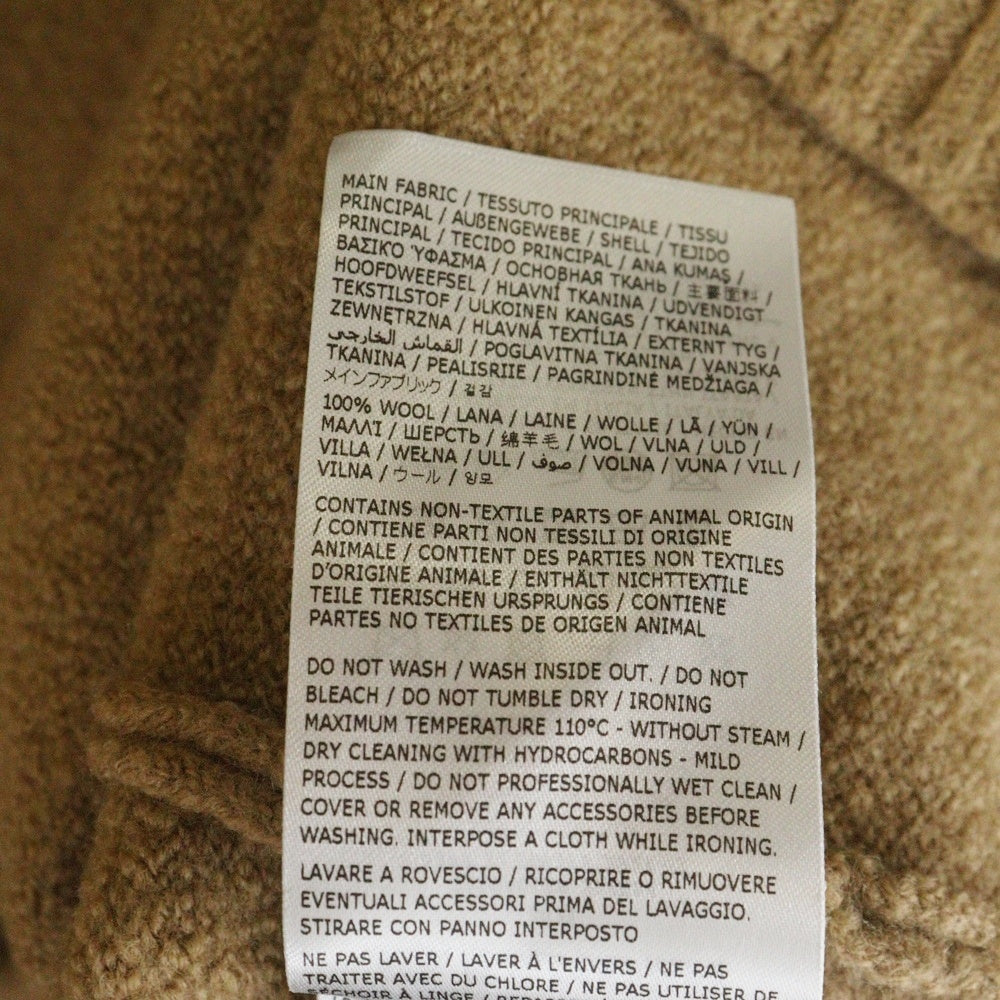 MAIN FABRIC / TESSUTO PRINCIPALE / TISSU
PRINCIPAL / AUßENGEWEBE / SHELL / TEJIDO
PRINCIPAL / TECIDO PRINCIPAL / ANA KUMAŞ /
ΒΑΣΙΚΌ ὝΦΑΣΜΑ / ОСНОВНАЯ ТКАНЬ / 主要面料 /
HOOFDWEEFSEL / HLAVNÍ TKANINA / UDVENDIGT
TEKSTILSTOF / ULKOINEN KANGAS / TKANINA
ZEWNĘTRZNA / HLAVNÁ TEXTÍLIA / EXTERNT TYG /
القماش الخارجي / POGLAVITNA TKANINA / VANJSKA
TKANINA / PEALISRIIE / PAGRINDINĖ MEDŽIAGA /
メインファブリック / 겉감
100% WOOL / LANA / LAINE / WOLLE / LÃ / YÜN /
ΜΑΛΛΊ / ШЕРСТЬ / 绵羊毛 / WOL / VLNA / ULD /
VILLA / WEŁNA / ULL / صوف / VOLNA / VUNA / VILL /
VILNA / ウール / 양모
CONTAINS NON-TEXTILE PARTS OF ANIMAL ORIGIN
/ CONTIENE PARTI NON TESSILI DI ORIGINE
ANIMALE / CONTIENT DES PARTIES NON TEXTILES
D'ORIGINE ANIMALE / ENTHÄLT NICHTTEXTILE
TEILE TIERISCHEN URSPRUNGS / CONTIENE
PARTES NO TEXTILES DE ORIGEN ANIMAL
DO NOT WASH / WASH INSIDE OUT. / DO NOT
BLEACH / DO NOT TUMBLE DRY / IRONING
MAXIMUM TEMPERATURE 110°C - WITHOUT STEAM /
DRY CLEANING WITH HYDROCARBONS - MILD
PROCESS / DO NOT PROFESSIONALLY WET CLEAN /
COVER OR REMOVE ANY ACCESSORIES BEFORE
WASHING. INTERPOSE A CLOTH WHILE IRONING.
LAVARE A ROVESCIO / RICOPRIRE O RIMUOVERE
EVENTUALI ACCESSORI PRIMA DEL LAVAGGIO.
STIRARE CON PANNO INTERPOSTO
NE PAS LAVER / LAVER À L'ENVERS / NE PAS
TRAITER AVEC DU CHLORE / NE PAS UTILISER DE
SÉCHOIR À LINGE /